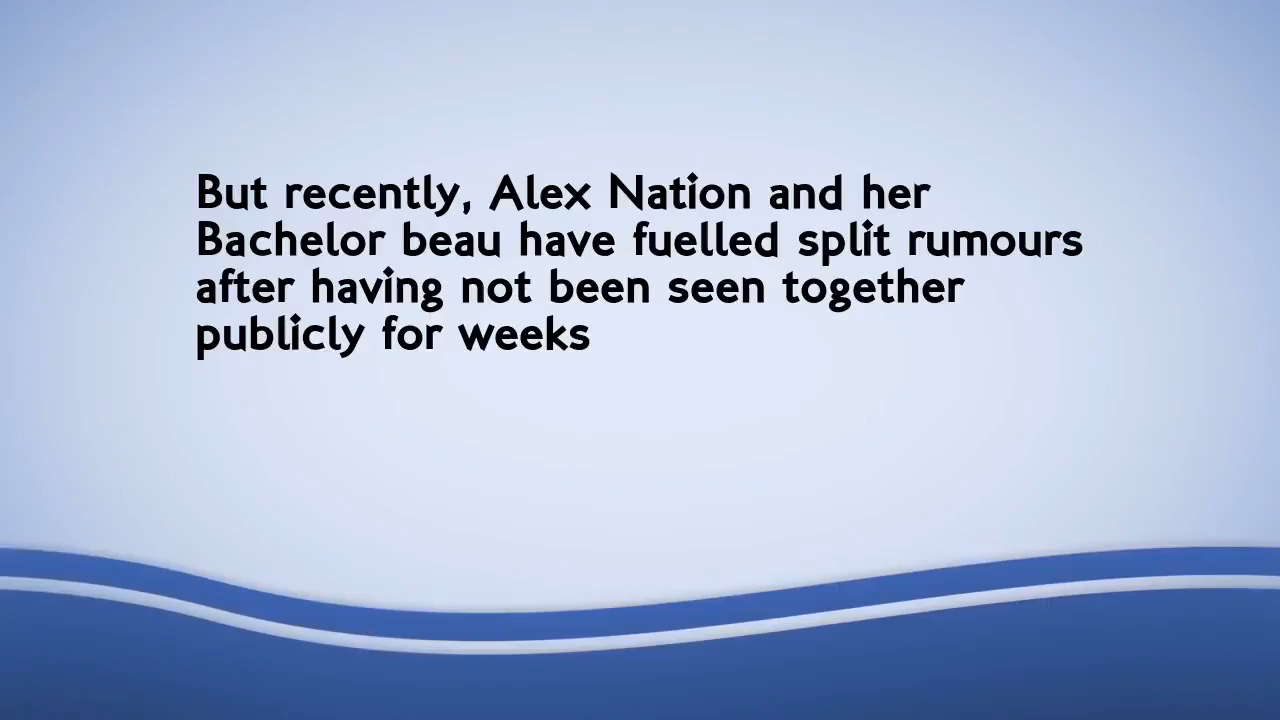 But recently, Alex Nation and her
Bachelor beau have fuelled split rumours
after having not been seen together
publicly for weeks